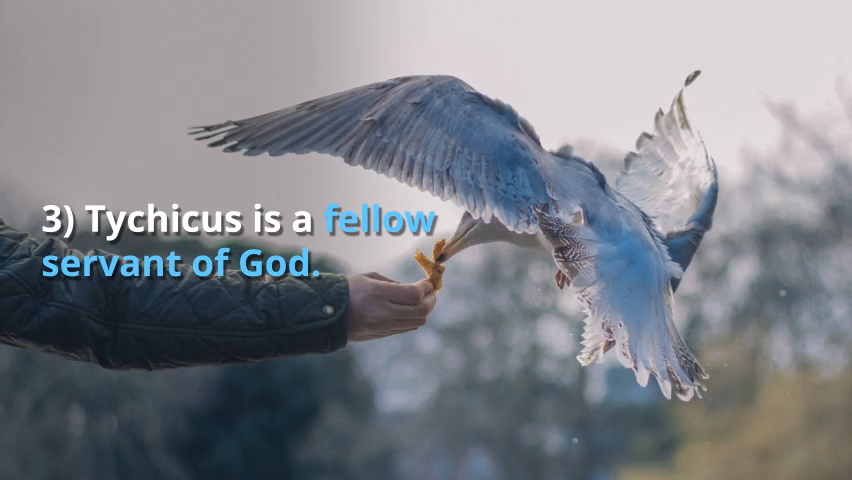 3) Tychicus is a fellow
servant of God.